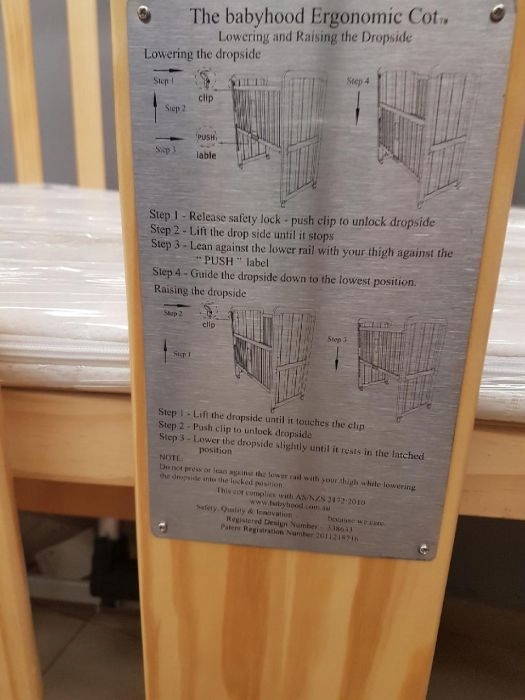 The babyhood Ergonomic Cot™
Lowering and Raising the Dropside
Lowering the dropside
Step 1
clip
Step 2
Step 3
"PUSH"
lable
Step 4
Step 1 - Release safety lock - push clip to unlock dropside
Step 2 - Lift the drop side until it stops
Step 3 - Lean against the lower rail with your thigh against the
" PUSH " label
Step 4 - Guide the dropside down to the lowest position.
Raising the dropside
Step 2
clip
Step 1
Step 3
Step 1 - Lift the dropside until it touches the clip
Step 2 - Push clip to unlock dropside
Step 3 - Lower the dropside slightly until it rests in the latched
position
NOTE:
Do not press or lean against the lower rail with your thigh while lowering
the dropside into the locked position.
This cot complies with AS/NZS 2172-2010
www.babyhood.com.au
Safety, Quality & Innovation because we care.
Registered Design Number
Patent Registration Number